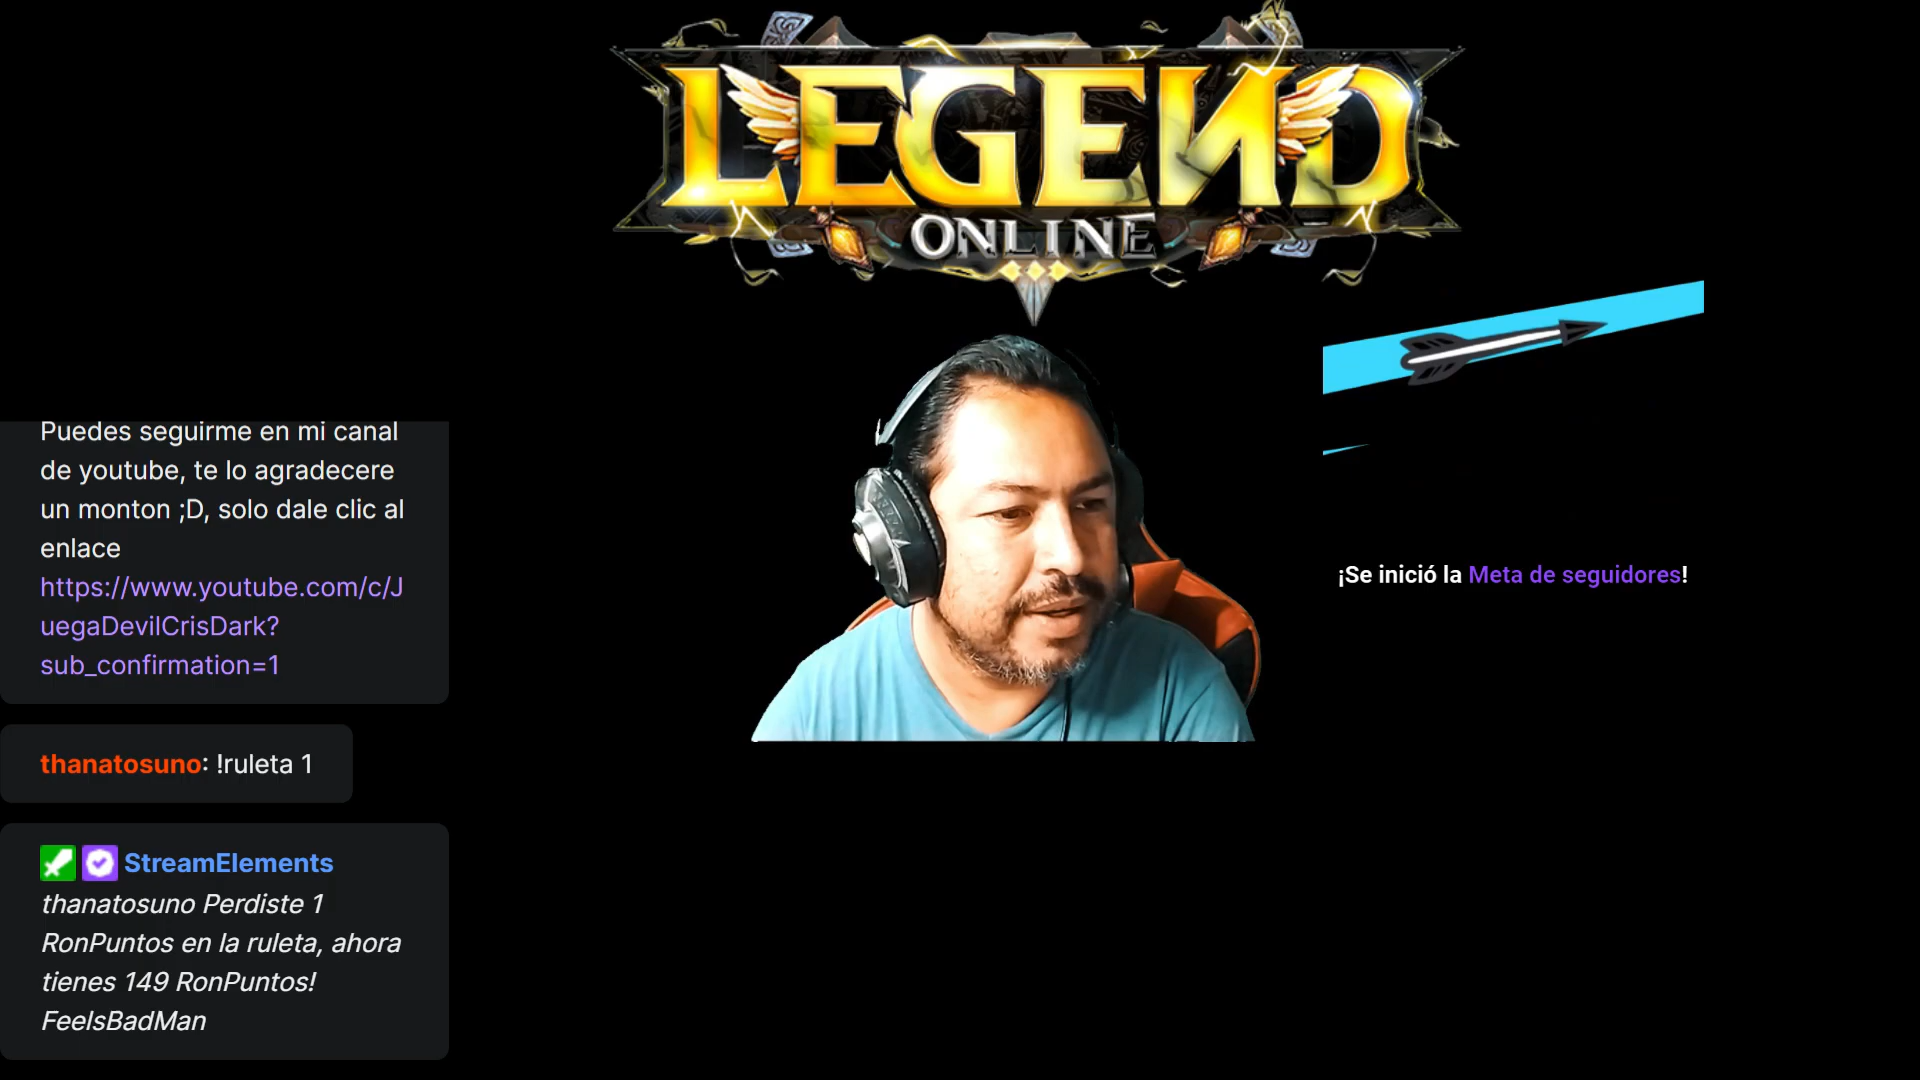 LEGEND
ONLINE
Puedes seguirme en mi canal
de youtube, te lo agradecere
un monton ;D, solo dale clic al
enlace
https://www.youtube.com/c/J
uegaDevilCrisDark?
sub_confirmation=1
¡Se inició la Meta de seguidores!
thanatosuno: !ruleta 1
StreamElements
thanatosuno Perdiste 1
RonPuntos en la ruleta, ahora
tienes 149 RonPuntos!
FeelsBadMan